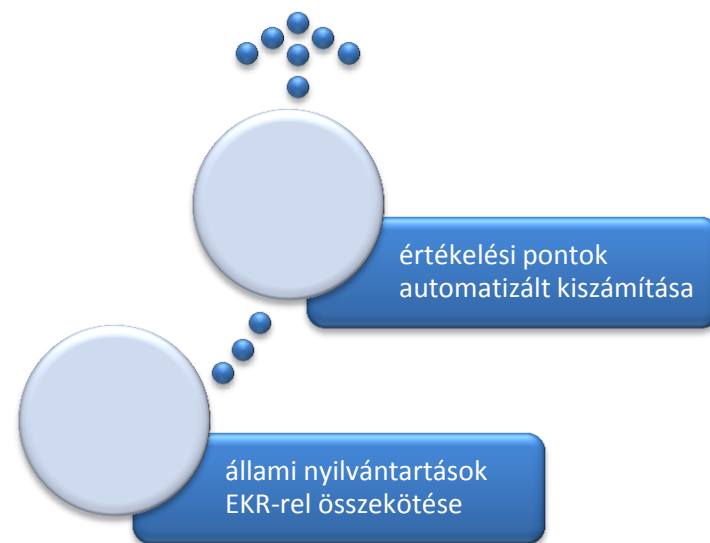 értékelési pontok
automatizált kiszámítása
állami nyilvántartások
EKR-rel összekötése